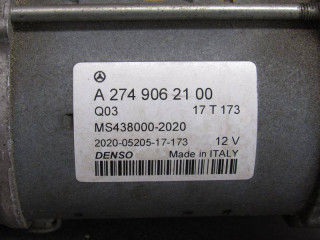 A 274 906 21 00
Q03 17 T 173
MS438000-2020
2020-05205-17-173 12 V
DENSO Made in ITALY